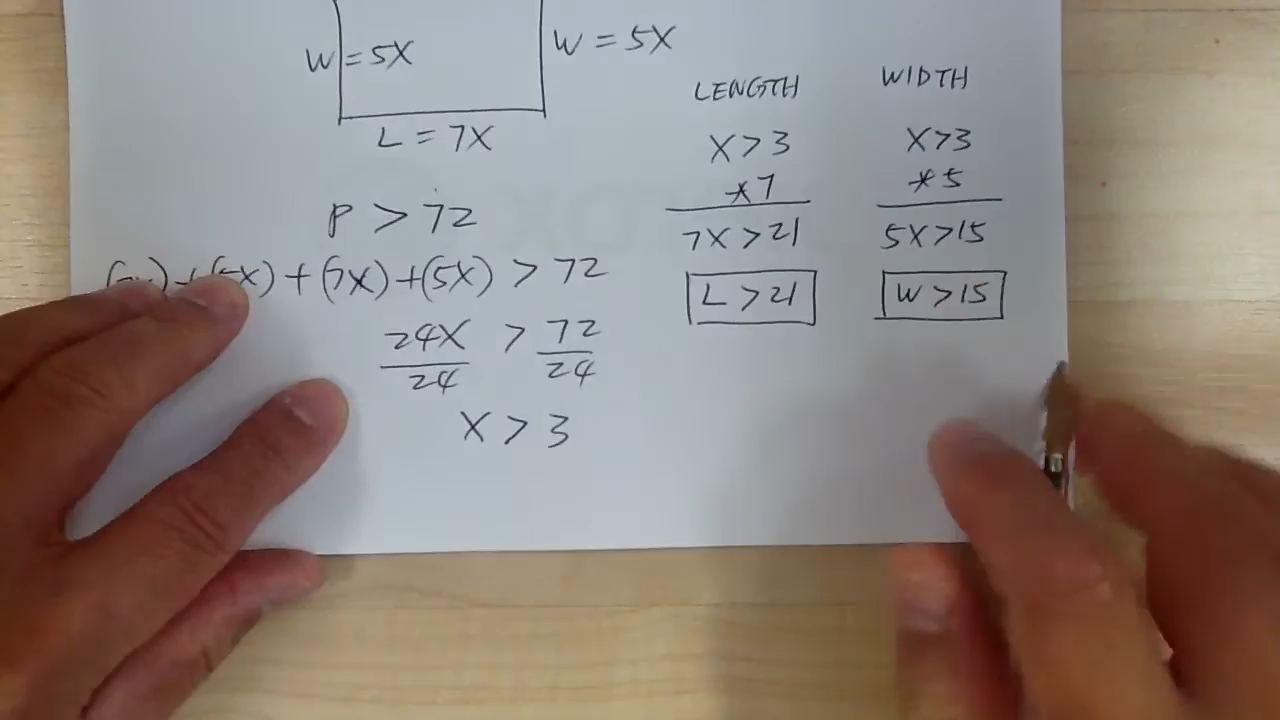 W = 5X
W = 5X
L = 7X
P > 72
+ (5X) + (7X) + (5X) > 72
24X > 72
24 24
X > 3
LENGTH
X > 3
*7
7X > 21
L > 21
WIDTH
X > 3
*5
5X > 15
W > 15